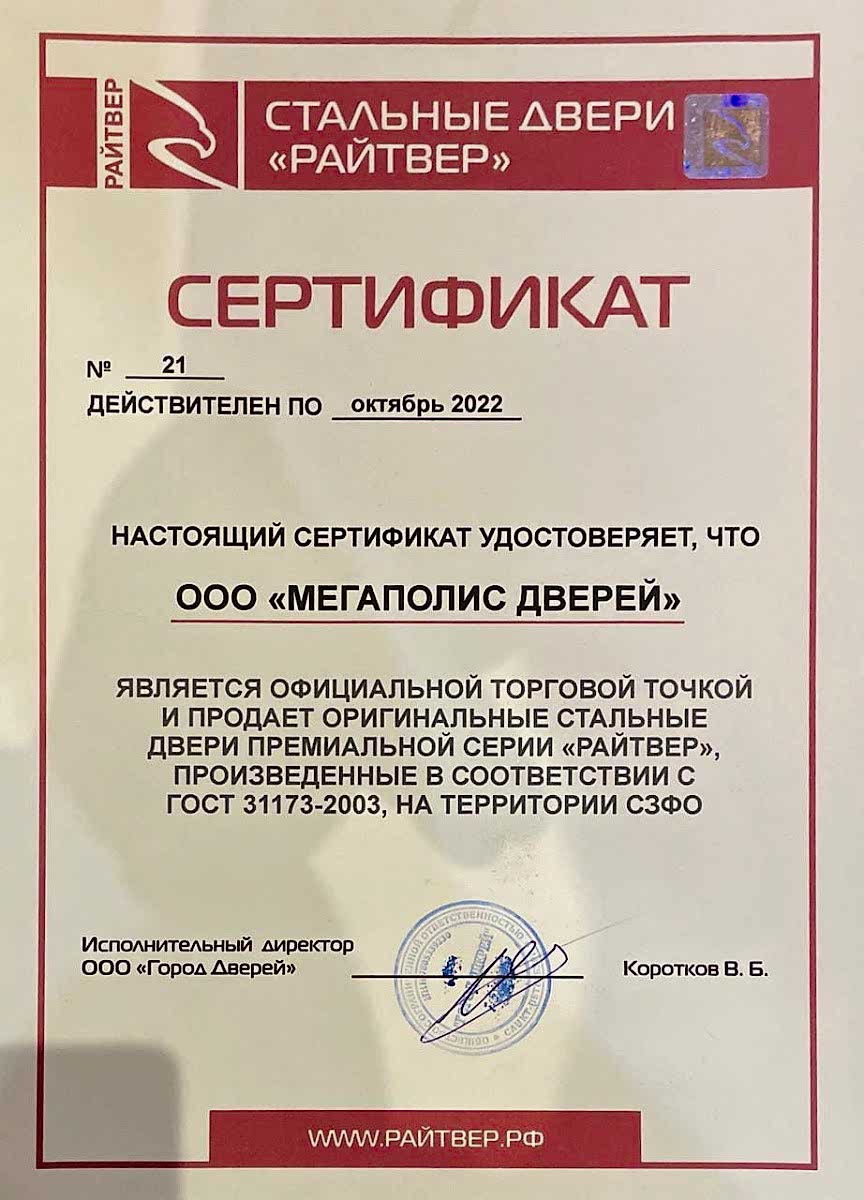 РАЙТВЕР
СТАЛЬНЫЕ ДВЕРИ
«РАЙТВЕР»
СЕРТИФИКАТ
№ 21
ДЕЙСТВИТЕЛЕН ПО октябрь 2022
НАСТОЯЩИЙ СЕРТИФИКАТ УДОСТОВЕРЯЕТ, ЧТО
ООО «МЕГАПОЛИС ДВЕРЕЙ»
ЯВЛЯЕТСЯ ОФИЦИАЛЬНОЙ ТОРГОВОЙ ТОЧКОЙ
И ПРОДАЕТ ОРИГИНАЛЬНЫЕ СТАЛЬНЫЕ
ДВЕРИ ПРЕМИАЛЬНОЙ СЕРИИ «РАЙТВЕР»,
ПРОИЗВЕДЕННЫЕ В СООТВЕТСТВИИ С
ГОСТ 31173-2003, НА ТЕРРИТОРИИ СЗФО
Исполнительный директор
ООО «Город Дверей»
Коротков В. Б.
WWW.РАЙТВЕР.РФ